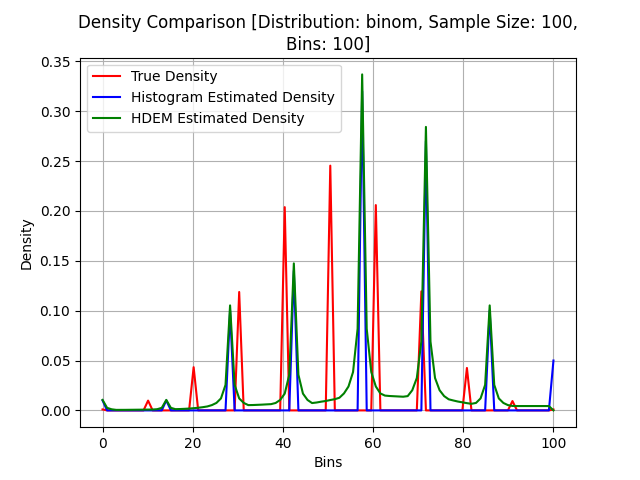 Density Comparison [Distribution: binom, Sample Size: 100,
Bins: 100]
True Density
Histogram Estimated Density
HDEM Estimated Density
Density
0.35
0.30
0.25
0.20
0.15
0.10
0.05
0.00
0 20 40 60 80 100
Bins